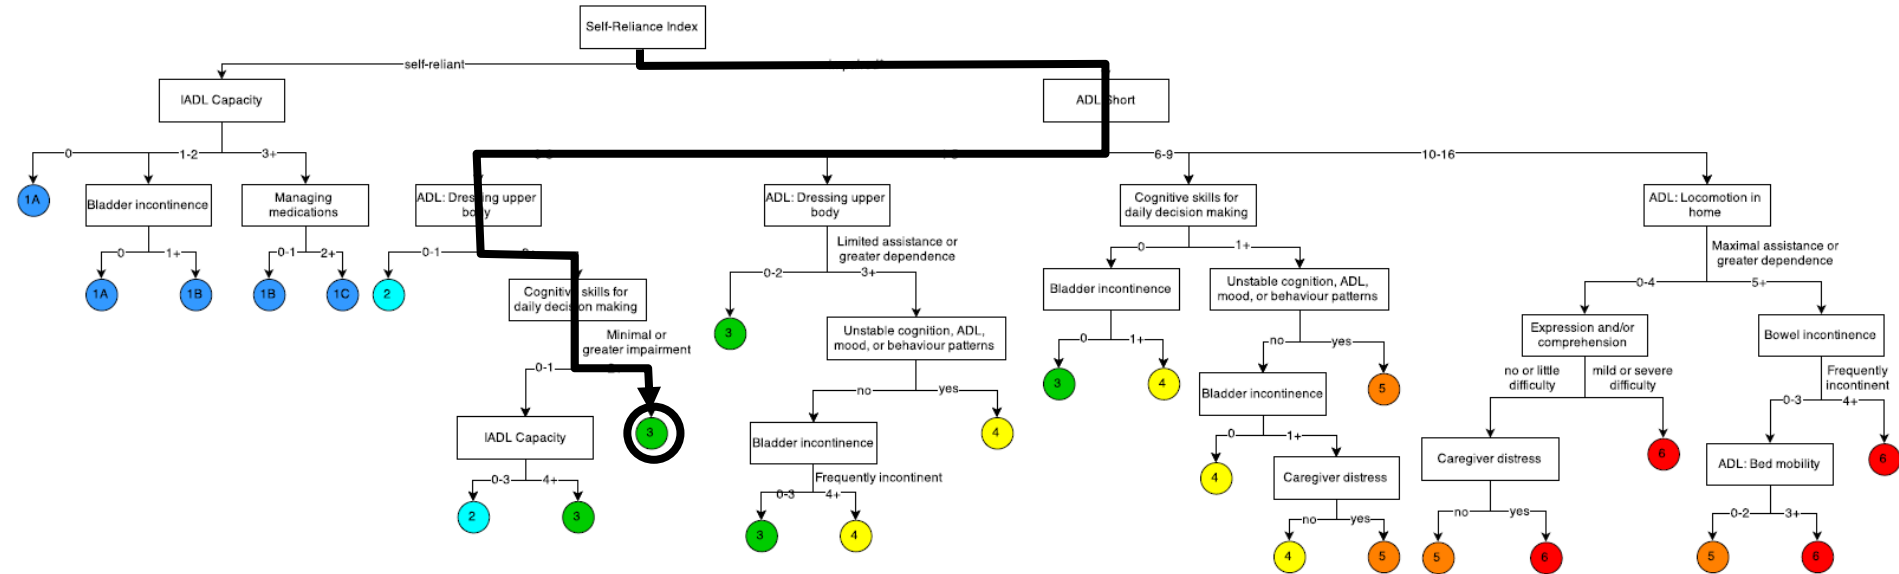 Self-Reliance Index
self-reliant
IADL Capacity
ADL Short
0
1-2
3+
6-9
10-16
1A
Bladder incontinence
Managing
medications
ADL: Dressing upper
body
ADL: Dressing upper
body
Cognitive skills for
daily decision making
ADL: Locomotion in
home
0
1+
0-1
2+
0-1
Limited assistance or
greater dependence
0
1+
Maximal assistance or
greater dependence
1A
1B
1B
1C
2
Cognitive skills for
daily decision making
0-2
3+
Bladder incontinence
Unstable cognition, ADL,
mood, or behaviour patterns
0-4
5+
Minimal or
greater impairment
3
Unstable cognition, ADL,
mood, or behaviour patterns
0
1+
no
yes
Expression and/or
comprehension
Bowel incontinence
0-1
no
yes
3
4
Bladder incontinence
5
no or little
difficulty
mild or severe
difficulty
Frequently
incontinent
0-3
4+
IADL Capacity
3
Bladder incontinence
4
0
1+
Caregiver distress
6
ADL: Bed mobility
6
0-3
4+
Frequently incontinent
0-3
4+
4
Caregiver distress
no
yes
no
yes
0-2
3+
2
3
3
4
4
5
5
6
5
6